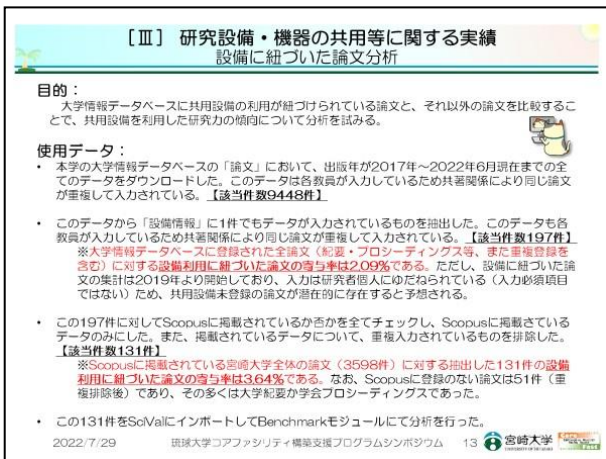 [Ⅲ] 研究設備・機器の共用等に関する実績
設備に紐づいた論文分析
目的：
大学情報データベースに共用設備の利用が紐づけられている論文と、それ以外の論文を比較するこ
とで、共用設備を利用した研究力の傾向について分析を試みる。
使用データ：
• 本学の大学情報データベースの「論文」において、出版年が2017年～2022年6月現在までの全
てのデータをダウンロードした。このデータは各教員が入力しているため共著関係により同じ論文
が重複して入力されている。【該当件数9448件】
• このデータから「設備情報」に1件でもデータが入力されているものを抽出した。このデータも各
教員が入力しているため共著関係により同じ論文が重複して入力されている。【該当件数197件】
※大学情報データベースに登録された全論文（紀要・プロシーディングス等、また重複登録を
含む）に対する設備利用に紐づいた論文の寄与率は2.09%である。ただし、設備に紐づいた論
文の集計は2019年より開始しており、入力は研究者個人にゆだねられている（入力必須項目
ではない）ため、共用設備未登録の論文が潜在的に存在すると予想される。
• この197件に対してScopusに掲載されているか否かを全てチェックし、Scopusに掲載さている
データのみにした。また、掲載されているデータについて、重複入力されているものを排除した。
【該当件数131件】
※Scopusに掲載されている宮崎大学全体の論文（3598件）に対する抽出した131件の設備
利用に紐づいた論文の寄与率は3.64%である。なお、Scopusに登録のない論文は51件（重
複排除後）であり、その多くは大学紀要か学会プロシーディングスであった。
• この131件をSciValにインポートしてBenchmarkモジュールにて分析を行った。
2022/7/29 琉球大学コアファシリティ構築支援プログラムシンポジウム 13 宮崎大学